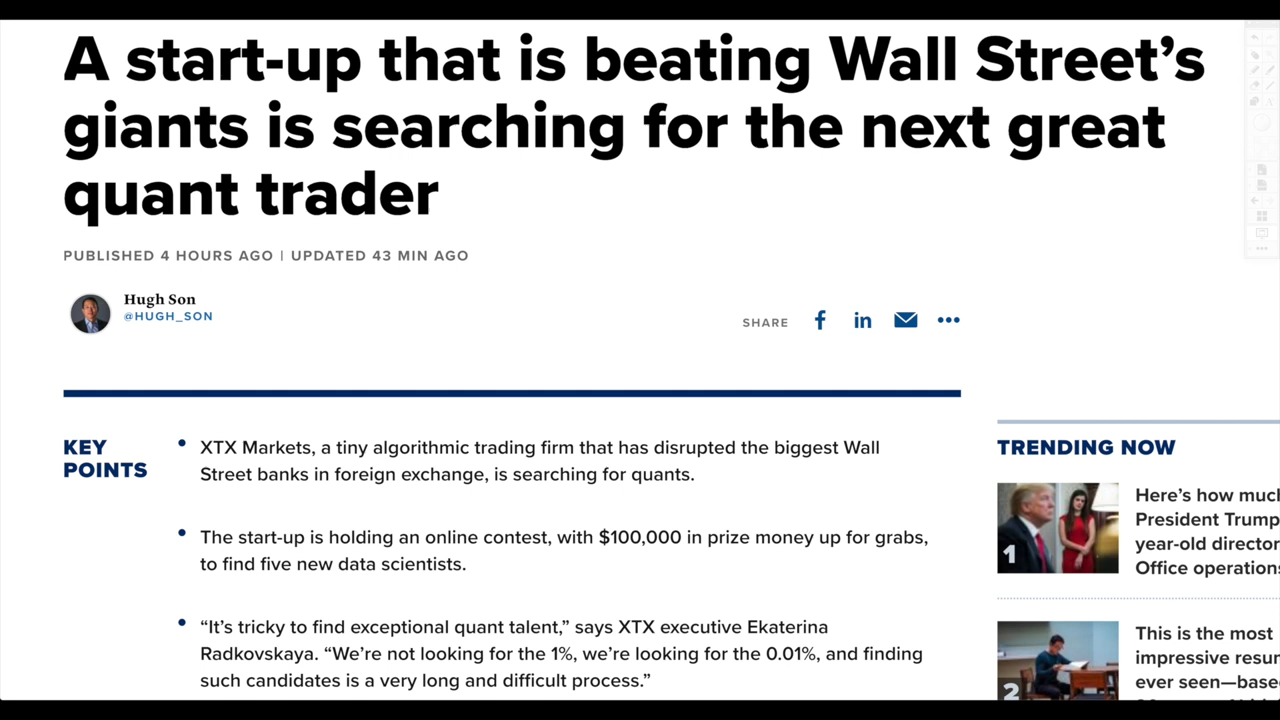 A start-up that is beating Wall Street’s
giants is searching for the next great
quant trader
PUBLISHED 4 HOURS AGO | UPDATED 43 MIN AGO
Hugh Son
@HUGH_SON
SHARE
KEY
POINTS
• XTX Markets, a tiny algorithmic trading firm that has disrupted the biggest Wall
Street banks in foreign exchange, is searching for quants.
• The start-up is holding an online contest, with $100,000 in prize money up for grabs,
to find five new data scientists.
• “It’s tricky to find exceptional quant talent,” says XTX executive Ekaterina
Radkovskaya. “We’re not looking for the 1%, we’re looking for the 0.01%, and finding
such candidates is a very long and difficult process.”
TRENDING NOW
1
Here’s how much
President Trump
year-old director
Office operations
2
This is the most
impressive resu
ever seen—base